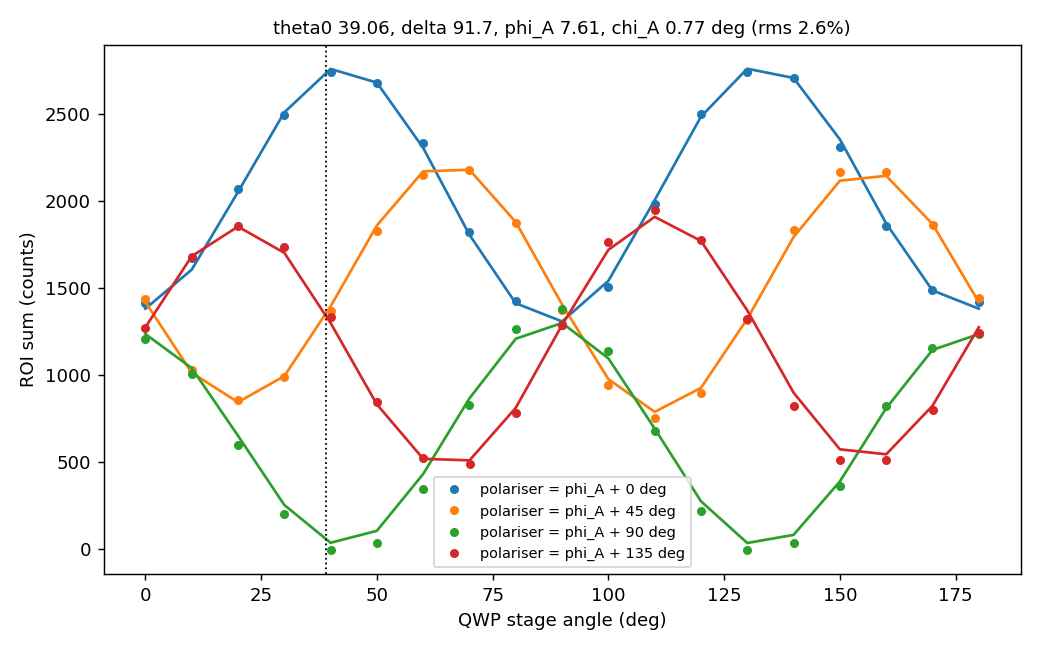 theta0 39.06, delta 91.7, phi_A 7.61, chi_A 0.77 deg (rms 2.6%)
ROI sum (counts)
2500
2000
1500
1000
500
0
polariser = phi_A + 0 deg
polariser = phi_A + 45 deg
polariser = phi_A + 90 deg
polariser = phi_A + 135 deg
0 25 50 75 100 125 150 175
QWP stage angle (deg)